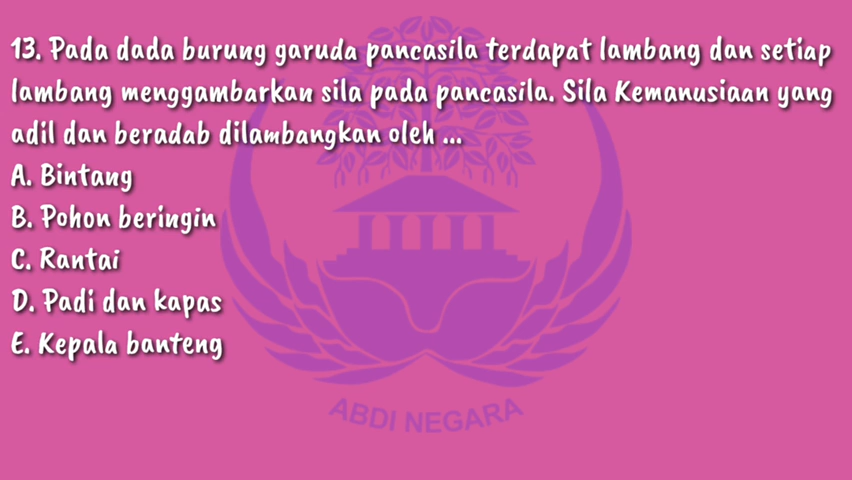 13. Pada dada burung garuda pancasila terdapat lambang dan setiap
lambang menggambarkan sila pada pancasila. Sila Kemanusiaan yang
adil dan beradab dilambangkan oleh ...
A. Bintang
B. Pohon beringin
C. Rantai
D. Padi dan kapas
E. Kepala banteng
ABDI NEGARA